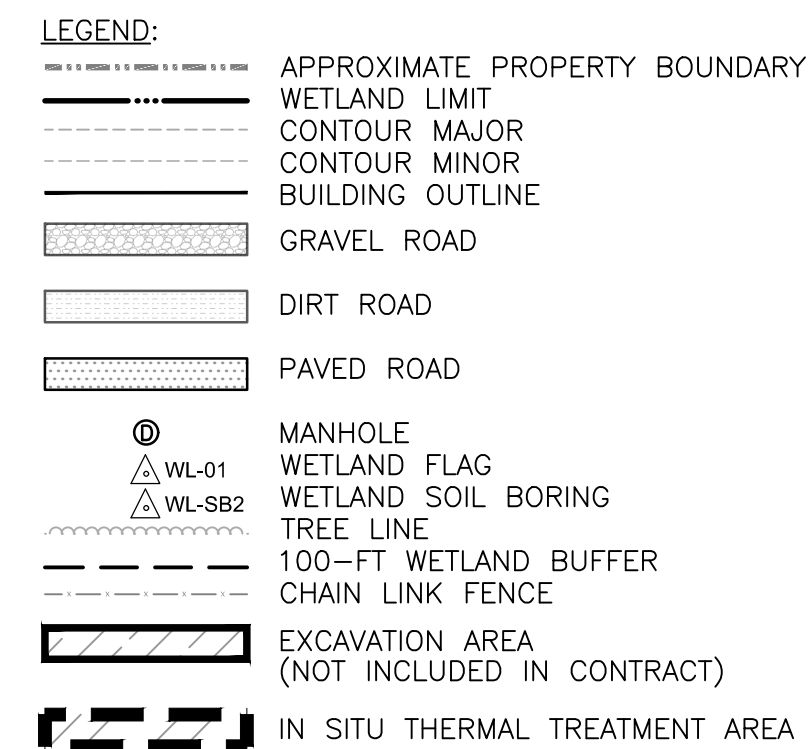 LEGEND:
APPROXIMATE PROPERTY BOUNDARY
WETLAND LIMIT
CONTOUR MAJOR
CONTOUR MINOR
BUILDING OUTLINE
GRAVEL ROAD
DIRT ROAD
PAVED ROAD
D MANHOLE
WL-01 WETLAND FLAG
WL-SB2 WETLAND SOIL BORING
TREE LINE
100-FT WETLAND BUFFER
x x x x CHAIN LINK FENCE
EXCAVATION AREA
(NOT INCLUDED IN CONTRACT)
IN SITU THERMAL TREATMENT AREA